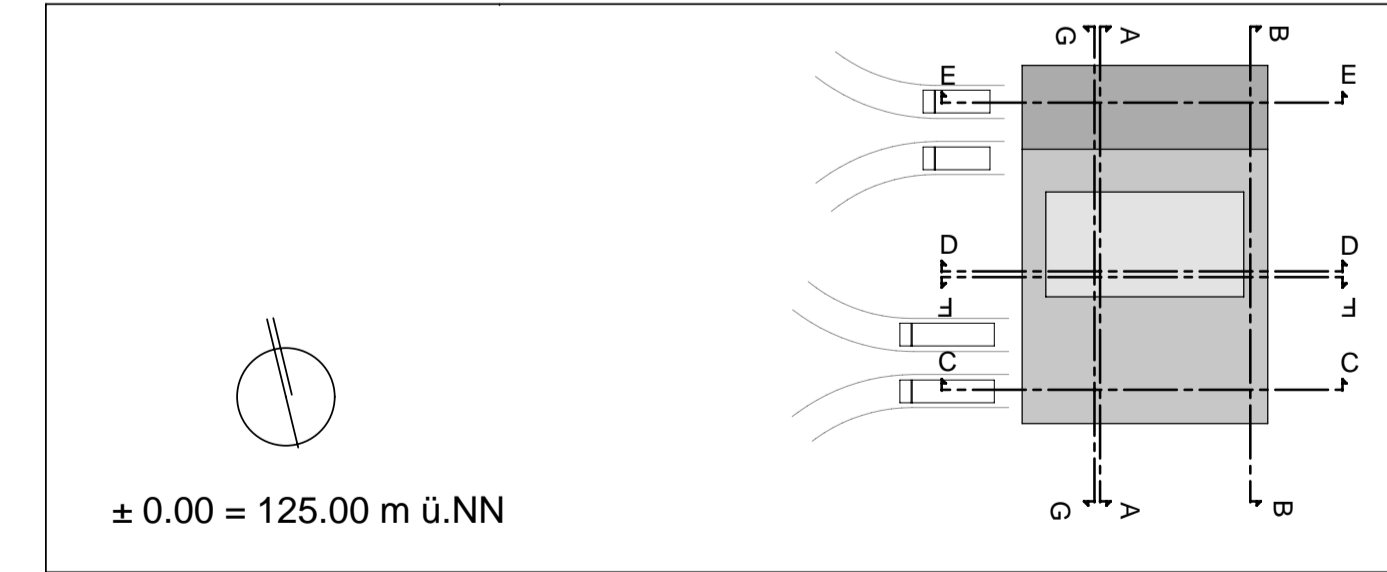 G A B
E E
D D
F F
C C
± 0.00 = 125.00 m ü.NN
G A B